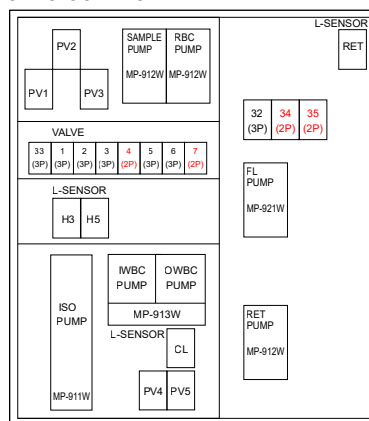 L-SENSOR
RET
PV2
PV1
PV3
SAMPLE PUMP
MP-912W
RBC PUMP
MP-912W
VALVE
33 (3P)
1 (3P)
2 (3P)
3 (3P)
4 (2P)
5 (3P)
6 (3P)
7 (2P)
32 (3P)
34 (2P)
35 (2P)
L-SENSOR
H3
H5
FL PUMP
MP-921W
ISO PUMP
MP-911W
IWBC PUMP
OWBC PUMP
MP-913W
L-SENSOR
CL
PV4
PV5
RET PUMP
MP-912W